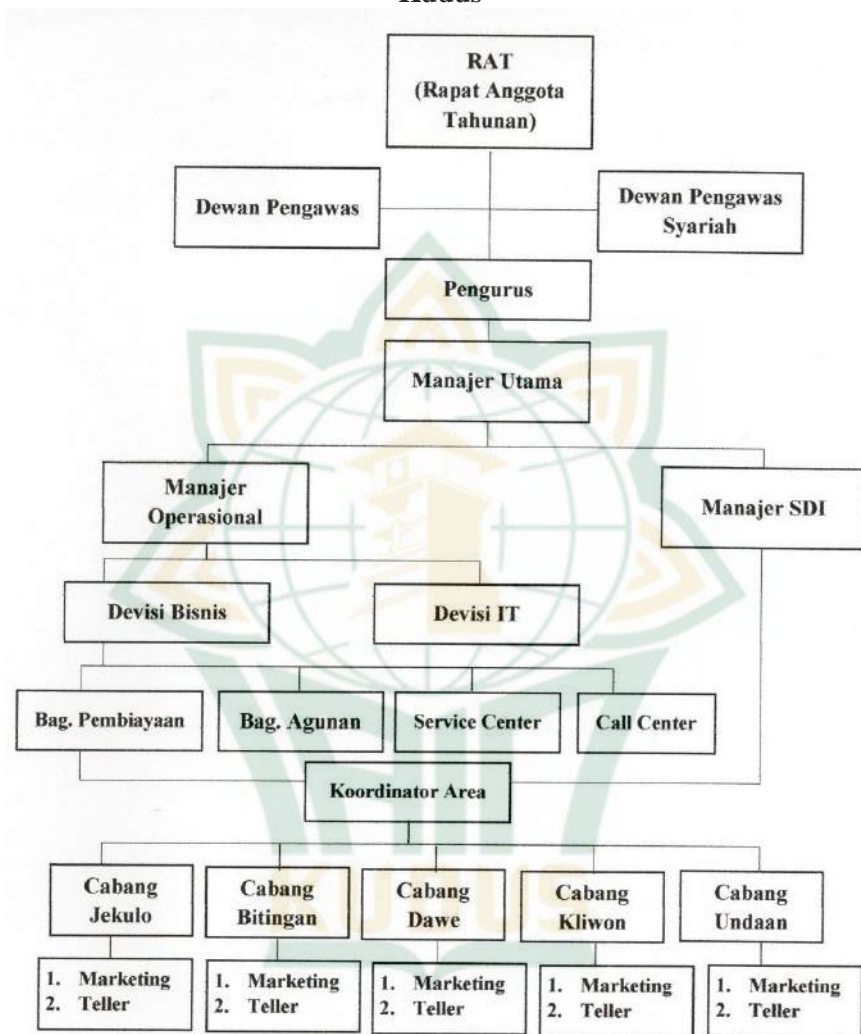 Kudus
RAT
(Rapat Anggota
Tahunan)
Dewan Pengawas
Dewan Pengawas
Syariah
Pengurus
Manajer Utama
Manajer
Operasional
Manajer SDI
Devisi Bisnis
Devisi IT
Bag. Pembiayaan
Bag. Agunan
Service Center
Call Center
Koordinator Area
Cabang
Jekulo
Cabang
Bitingan
Cabang
Dawe
Cabang
Kliwon
Cabang
Undaan
KUDUS
1. Marketing
2. Teller
1. Marketing
2. Teller
1. Marketing
2. Teller
1. Marketing
2. Teller
1. Marketing
2. Teller